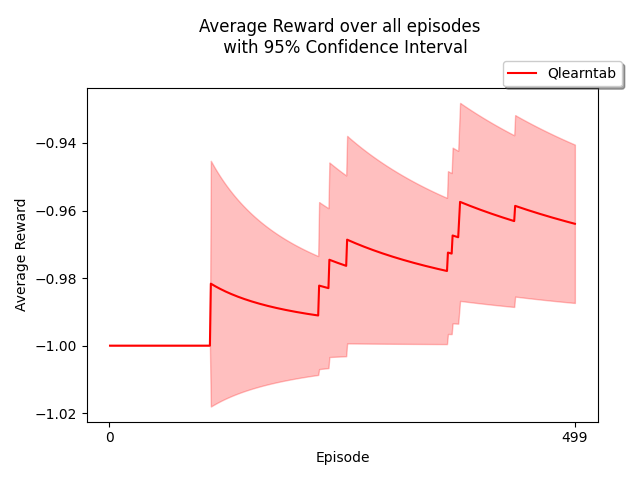 Average Reward over all episodes
with 95% Confidence Interval
Qlearntab
−0.94
−0.96
−0.98
−1.00
−1.02
Average Reward
0
499
Episode